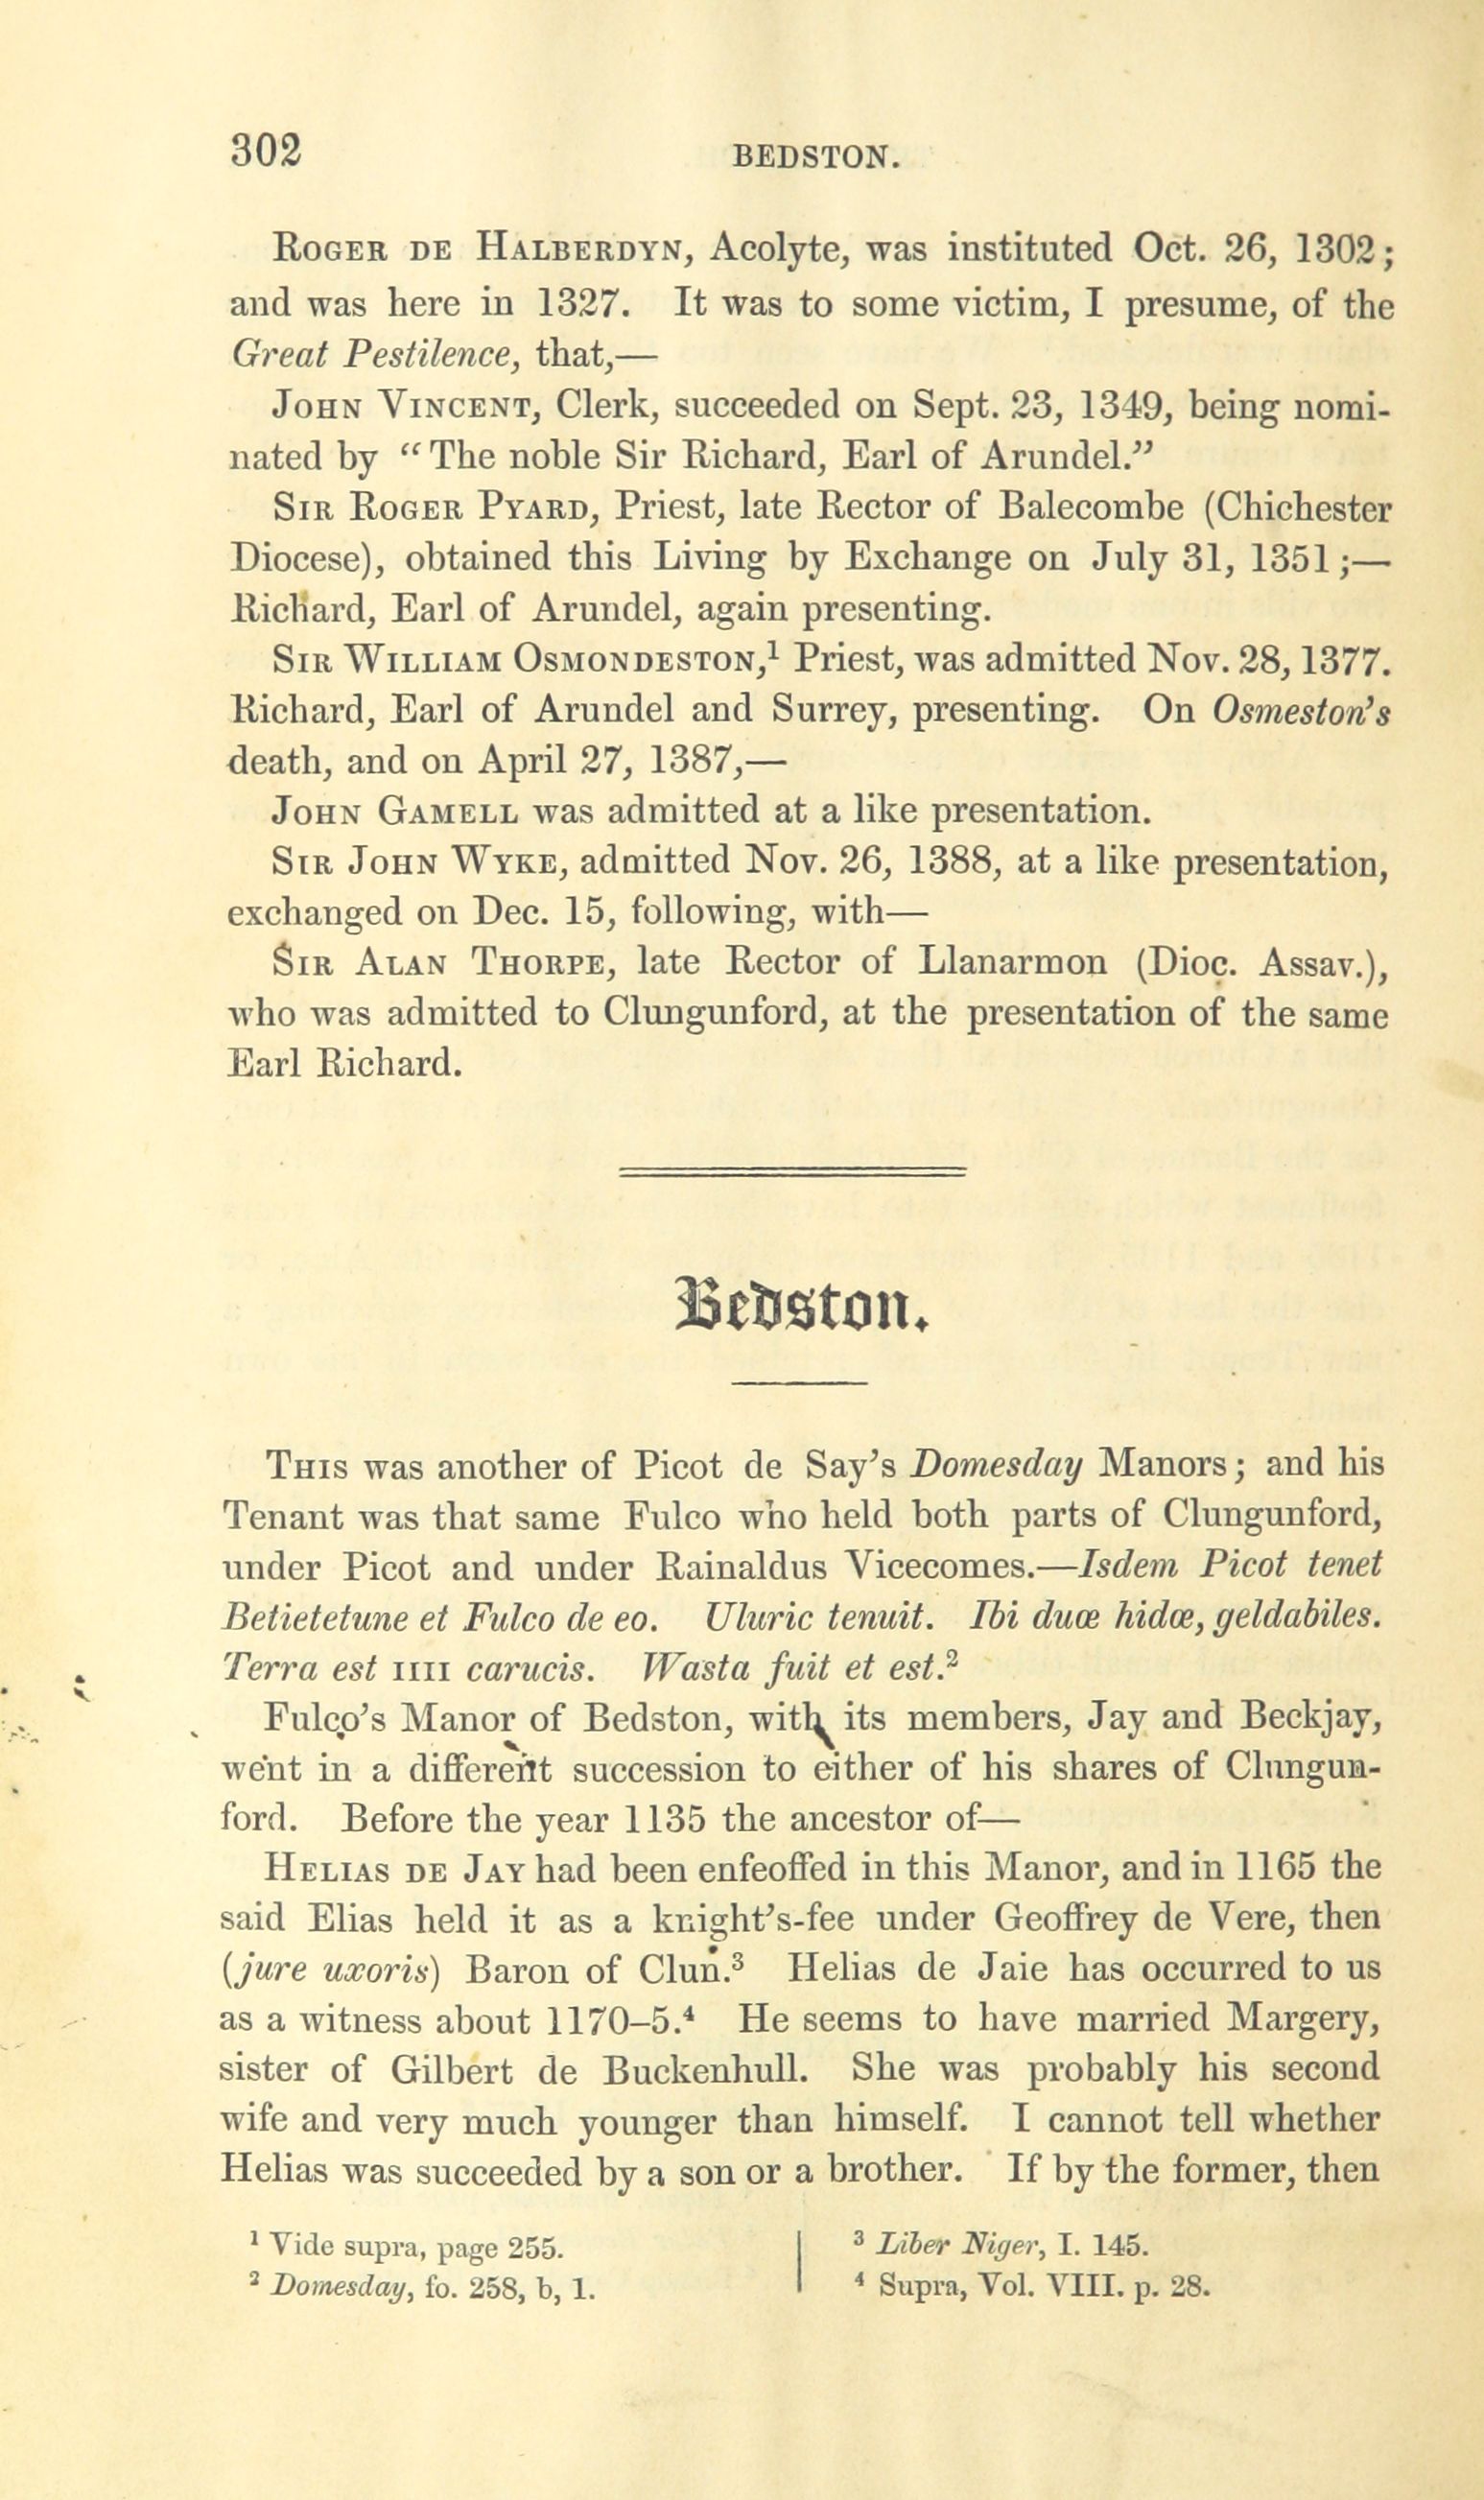 302 BEDSTON.
Roger de Halberdyn, Acolyte, was instituted Oct. 26, 1302;
and was here in 1327. It was to some victim, I presume, of the
Great Pestilence, that,—
John Vincent, Clerk, succeeded on Sept. 23, 1349, being nomi-
nated by “The noble Sir Richard, Earl of Arundel.”
Sir Roger Pyard, Priest, late Rector of Balecombe (Chichester
Diocese), obtained this Living by Exchange on July 31, 1351;—
Richard, Earl of Arundel, again presenting.
Sir William Osmondeston,¹ Priest, was admitted Nov. 28, 1377.
Richard, Earl of Arundel and Surrey, presenting. On Osmeston’s
death, and on April 27, 1387,—
John Gamell was admitted at a like presentation.
Sir John Wyke, admitted Nov. 26, 1388, at a like presentation,
exchanged on Dec. 15, following, with—
Sir Alan Thorpe, late Rector of Llanarmon (Dioc. Assav.),
who was admitted to Clungunford, at the presentation of the same
Earl Richard.
Bedston.
This was another of Picot de Say’s Domesday Manors; and his
Tenant was that same Fulco who held both parts of Clungunford,
under Picot and under Rainaldus Vicecomes.—Isdem Picot tenet
Betietetune et Fulco de eo. Uluric tenuit. Ibi duæ hidæ, geldabiles.
Terra est IIII carucis. Wasta fuit et est.²
Fulco’s Manor of Bedston, with its members, Jay and Beckjay,
went in a different succession to either of his shares of Clungun-
ford. Before the year 1135 the ancestor of—
Helias de Jay had been enfeoffed in this Manor, and in 1165 the
said Elias held it as a knight’s-fee under Geoffrey de Vere, then
(jure uxoris) Baron of Clun.³ Helias de Jaie has occurred to us
as a witness about 1170–5.⁴ He seems to have married Margery,
sister of Gilbert de Buckenhull. She was probably his second
wife and very much younger than himself. I cannot tell whether
Helias was succeeded by a son or a brother. If by the former, then
¹ Vide supra, page 255.
² Domesday, fo. 258, b, 1.
³ Liber Niger, I. 145.
⁴ Supra, Vol. VIII. p. 28.